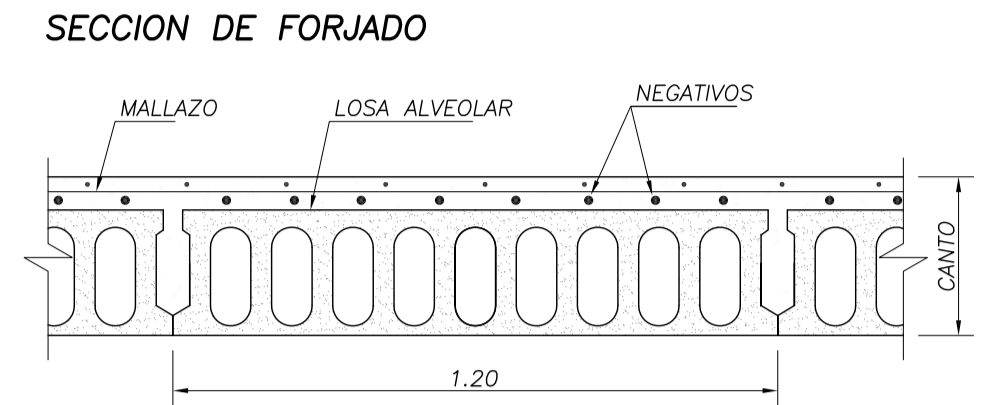 SECCION DE FORJADO
MALLAZO
LOSA ALVEOLAR
NEGATIVOS
CANTO
1.20